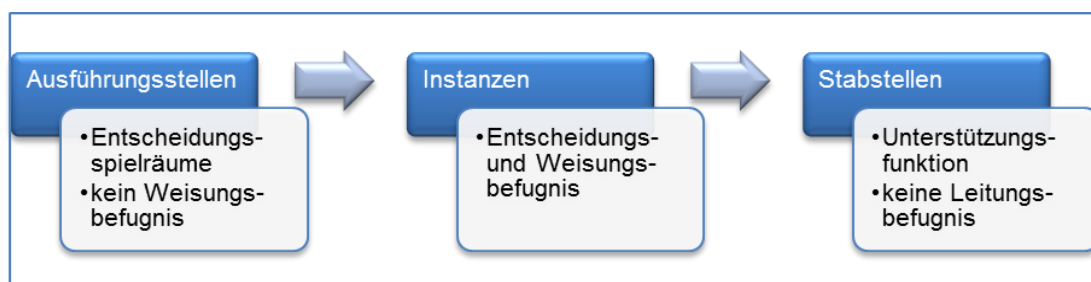 Ausführungsstellen
•Entscheidungs-
spielräume
•kein Weisungs-
befugnis
Instanzen
•Entscheidungs-
und Weisungs-
befugnis
Stabstellen
•Unterstützungs-
funktion
•keine Leitungs-
befugnis